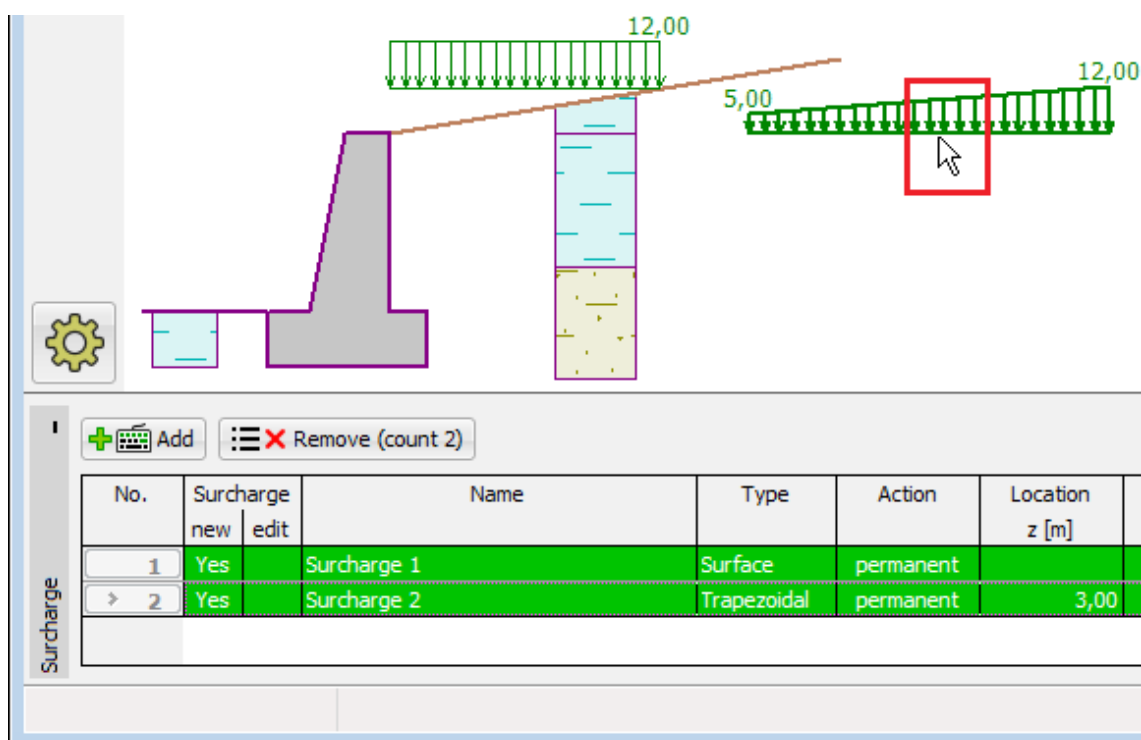 12,00
5,00
12,00
Add
Remove (count 2)
No. Surcharge Name Type Action Location
new edit z [m]
1 Yes Surcharge 1 Surface permanent
2 Yes Surcharge 2 Trapezoidal permanent 3,00
Surcharge